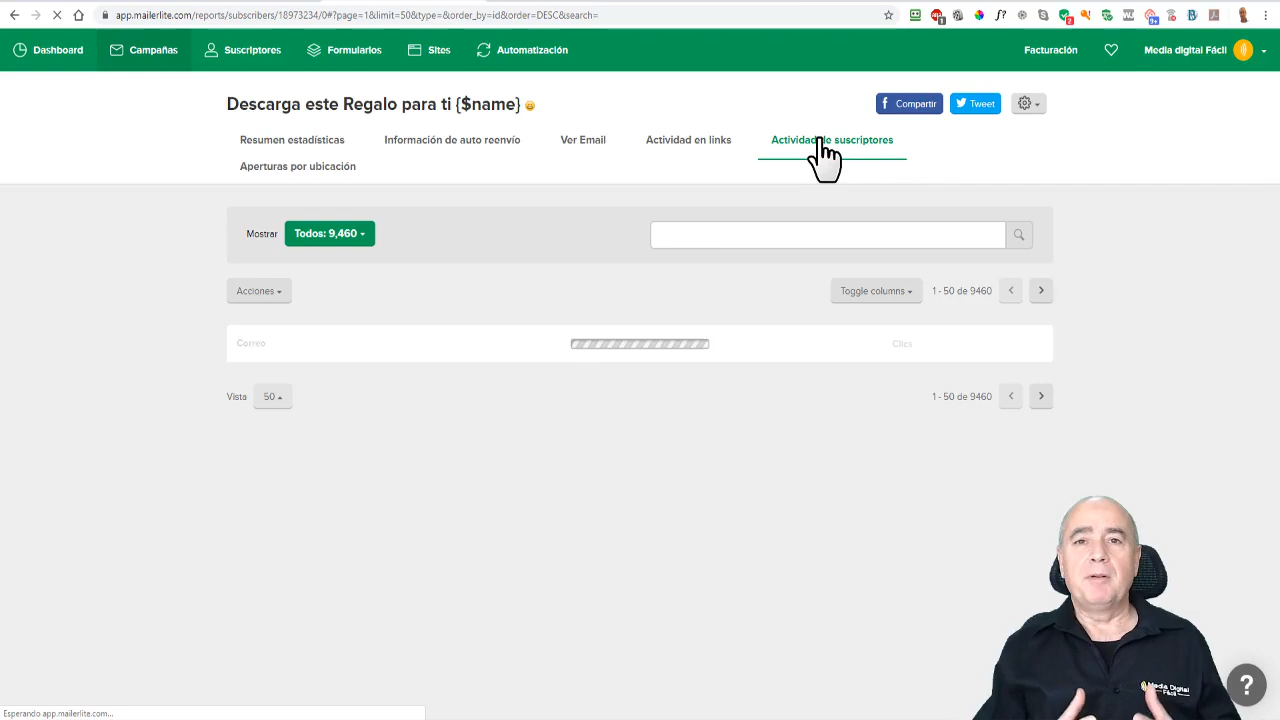 app.mailerlite.com/reports/subscribers/18973234/0#?page=1&limit=50&type=&order_by=id&order=DESC&search=
Dashboard Campañas Suscriptores Formularios Sites Automatización Facturación Media digital Fácil
Descarga este Regalo para ti {$name}
Compartir Tweet
Resumen estadísticas Información de auto reenvío Ver Email Actividad en links Actividad de suscriptores
Aperturas por ubicación
Mostrar Todos: 9,460
Acciones Toggle columns 1 - 50 de 9460
Correo Clics
Vista 50 1 - 50 de 9460
Media Digital
Fácil
?
Esperando app.mailerlite.com...